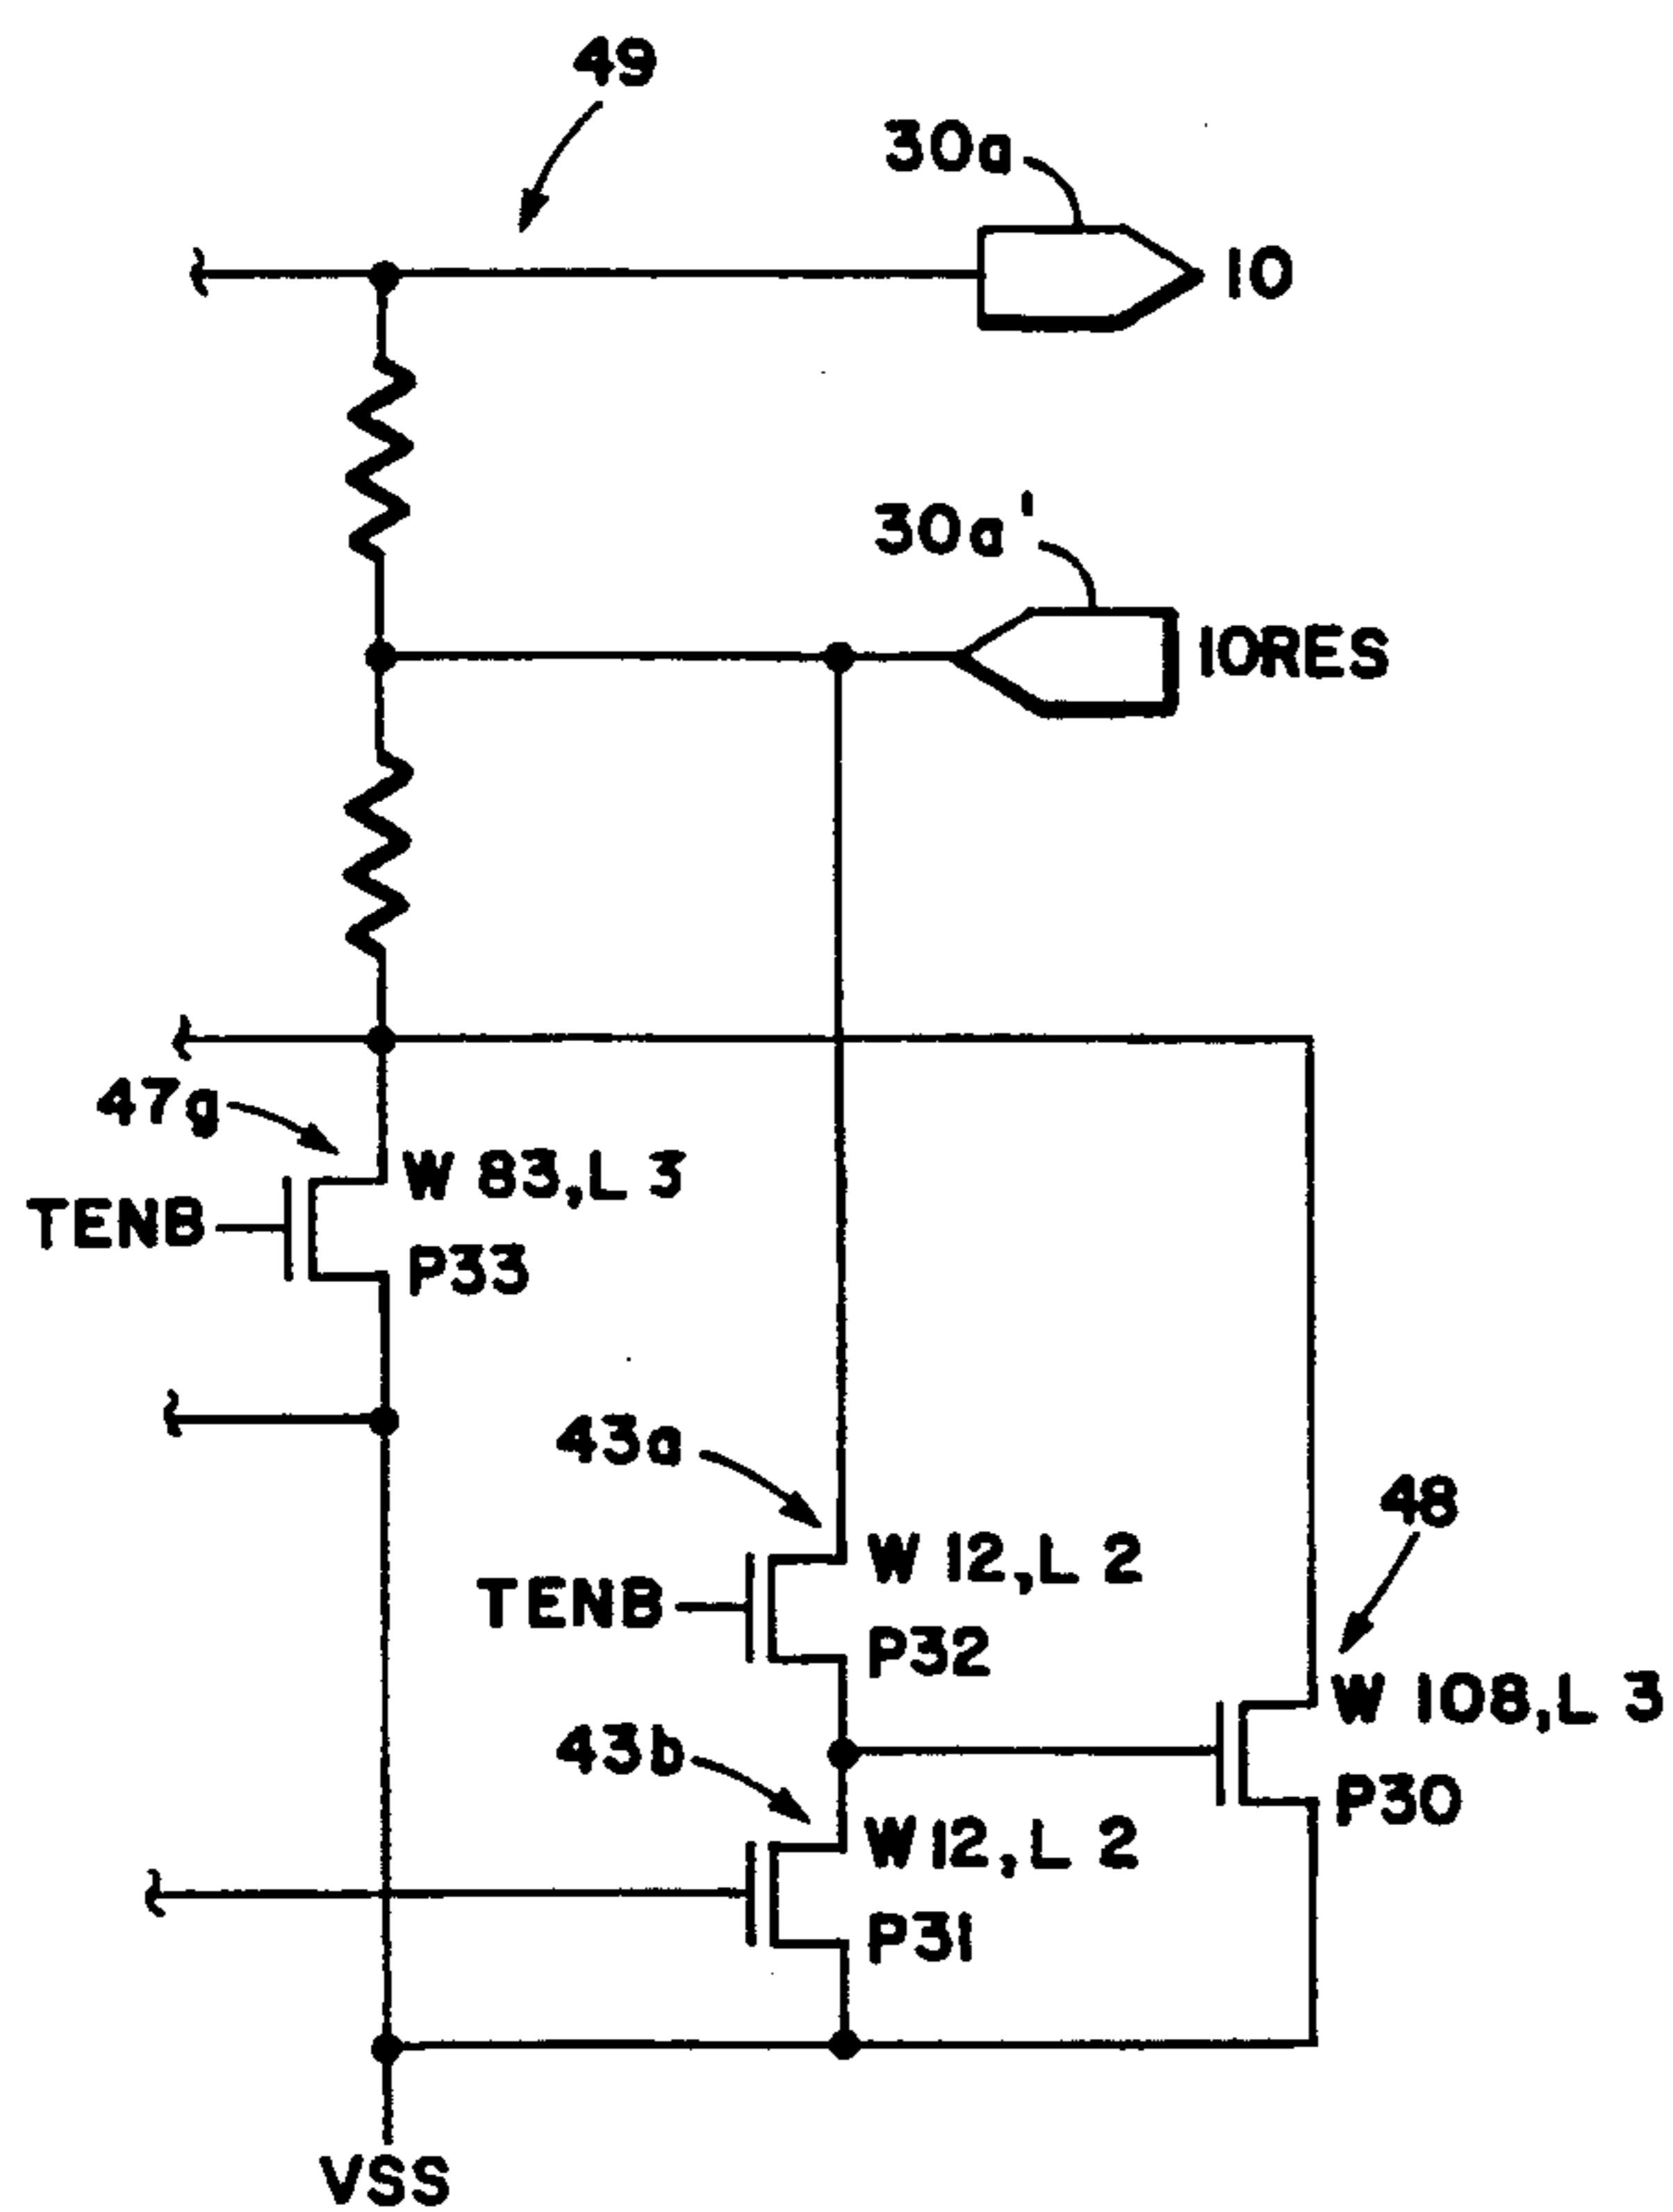 49
30a
IO
30a'
IORES
47g
W 83,L 3
TENB
P33
43a
W 12,L 2
TENB
P32
48
W 108,L 3
43b
P30
W 12,L 2
P31
VSS